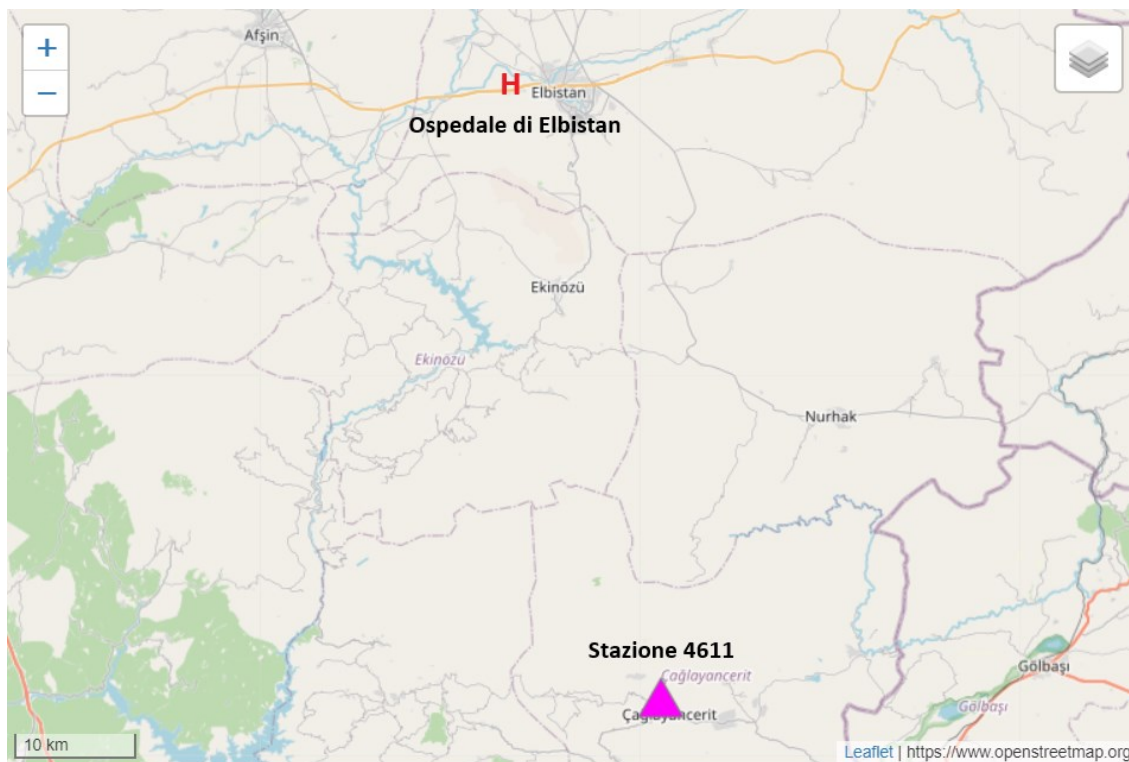 +
Afşin
H
Elbistan
−
Ospedale di Elbistan
Ekinözü
Ekinözü
Nurhak
Stazione 4611
Gölbaşı
Çağlayancerit
Gölbaşı
Çağlayancerit
10 km
Leaflet | https://www.openstreetmap.org